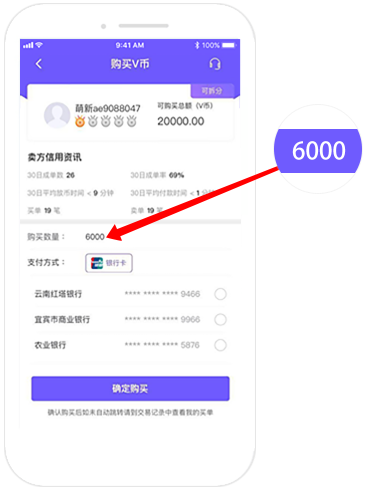 9:41 AM
100%
购买V币
可拆分
萌新ae9088047
可购买总额（V币）
20000.00
6000
卖方信用资讯
30日成单数 26
30日成单率 69%
30日平均放币时间 < 9 分钟
30日平均付款时间 < 1 分钟
买单 19 笔
卖单 19 笔
购买数量： 6000
支付方式： 银行卡
云南红塔银行 **** **** **** 9466
宜宾市商业银行 **** **** **** 9966
农业银行 **** **** **** 5876
确定购买
确认购买后如未自动跳转请到交易记录中查看我的买单